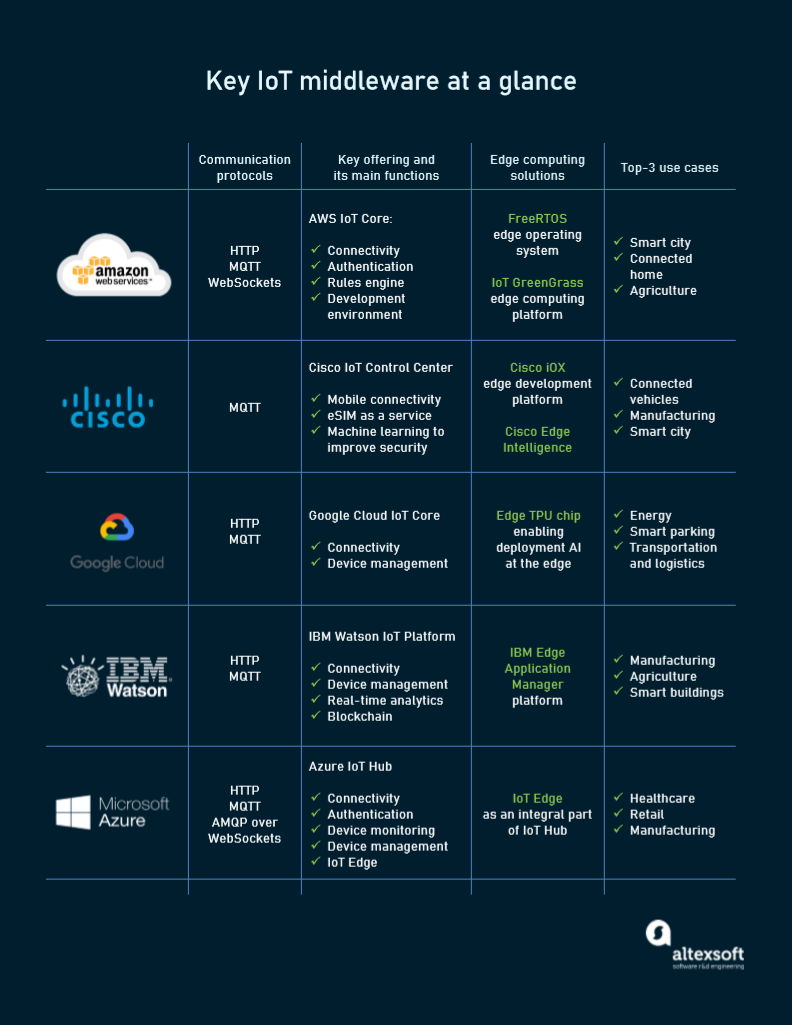 Key IoT middleware at a glance
Communication
protocols
Key offering and
its main functions
Edge computing
solutions
Top-3 use cases
amazon
web services™
HTTP
MQTT
WebSockets
AWS IoT Core:
✓ Connectivity
✓ Authentication
✓ Rules engine
✓ Development
environment
FreeRTOS
edge operating
system
IoT GreenGrass
edge computing
platform
✓ Smart city
✓ Connected
home
✓ Agriculture
CISCO
MQTT
Cisco IoT Control Center
✓ Mobile connectivity
✓ eSIM as a service
✓ Machine learning to
improve security
Cisco iOX
edge development
platform
Cisco Edge
Intelligence
✓ Connected
vehicles
✓ Manufacturing
✓ Smart city
Google Cloud
HTTP
MQTT
Google Cloud IoT Core
✓ Connectivity
✓ Device management
Edge TPU chip
enabling
deployment AI
at the edge
✓ Energy
✓ Smart parking
✓ Transportation
and logistics
IBM
Watson
HTTP
MQTT
IBM Watson IoT Platform
✓ Connectivity
✓ Device management
✓ Real-time analytics
✓ Blockchain
IBM Edge
Application
Manager
platform
✓ Manufacturing
✓ Agriculture
✓ Smart buildings
Microsoft
Azure
HTTP
MQTT
AMQP over
WebSockets
Azure IoT Hub
✓ Connectivity
✓ Authentication
✓ Device monitoring
✓ Device management
✓ IoT Edge
IoT Edge
as an integral part
of IoT Hub
✓ Healthcare
✓ Retail
✓ Manufacturing
altexsoft
software r&d engineering